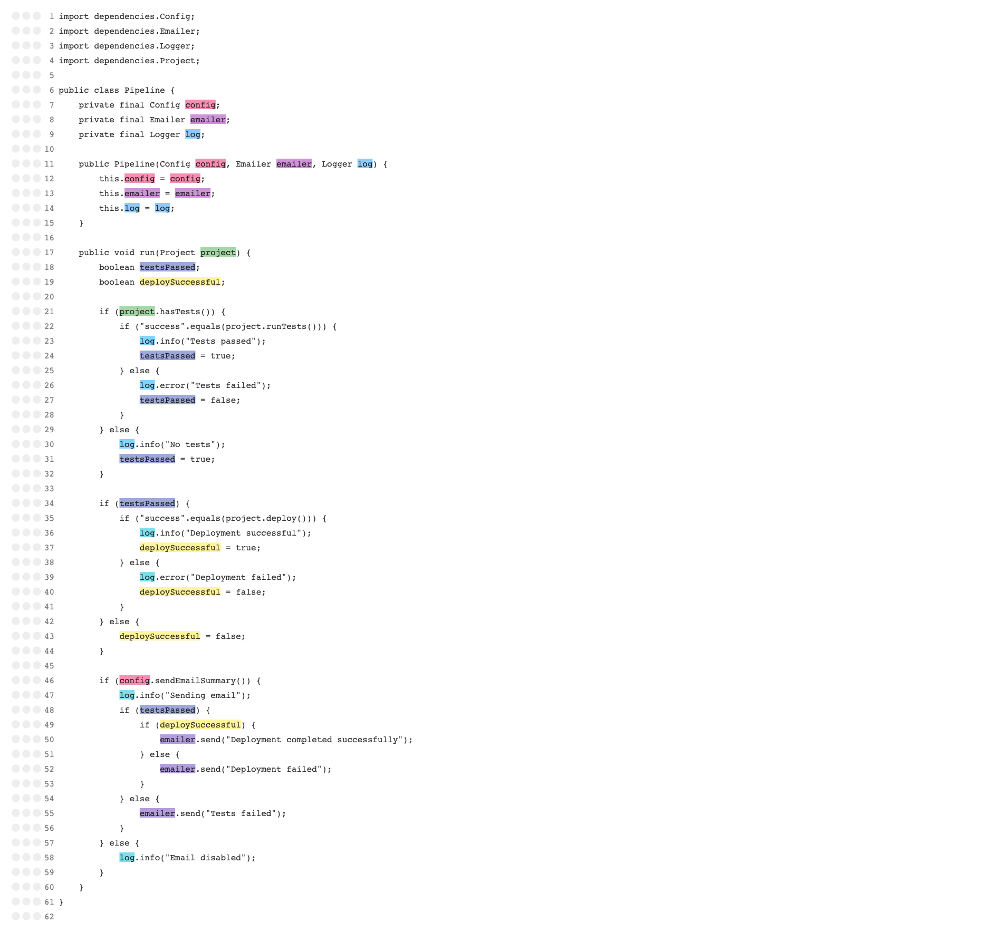 1 import dependencies.Config;
2 import dependencies.Emailer;
3 import dependencies.Logger;
4 import dependencies.Project;
5
6 public class Pipeline {
7     private final Config config;
8     private final Emailer emailer;
9     private final Logger log;
10
11     public Pipeline(Config config, Emailer emailer, Logger log) {
12         this.config = config;
13         this.emailer = emailer;
14         this.log = log;
15     }
16
17     public void run(Project project) {
18         boolean testsPassed;
19         boolean deploySuccessful;
20
21         if (project.hasTests()) {
22             if ("success".equals(project.runTests())) {
23                 log.info("Tests passed");
24                 testsPassed = true;
25             } else {
26                 log.error("Tests failed");
27                 testsPassed = false;
28             }
29         } else {
30             log.info("No tests");
31             testsPassed = true;
32         }
33
34         if (testsPassed) {
35             if ("success".equals(project.deploy())) {
36                 log.info("Deployment successful");
37                 deploySuccessful = true;
38             } else {
39                 log.error("Deployment failed");
40                 deploySuccessful = false;
41             }
42         } else {
43             deploySuccessful = false;
44         }
45
46         if (config.sendEmailSummary()) {
47             log.info("Sending email");
48             if (testsPassed) {
49                 if (deploySuccessful) {
50                     emailer.send("Deployment completed successfully");
51                 } else {
52                     emailer.send("Deployment failed");
53                 }
54             } else {
55                 emailer.send("Tests failed");
56             }
57         } else {
58             log.info("Email disabled");
59         }
60     }
61 }
62